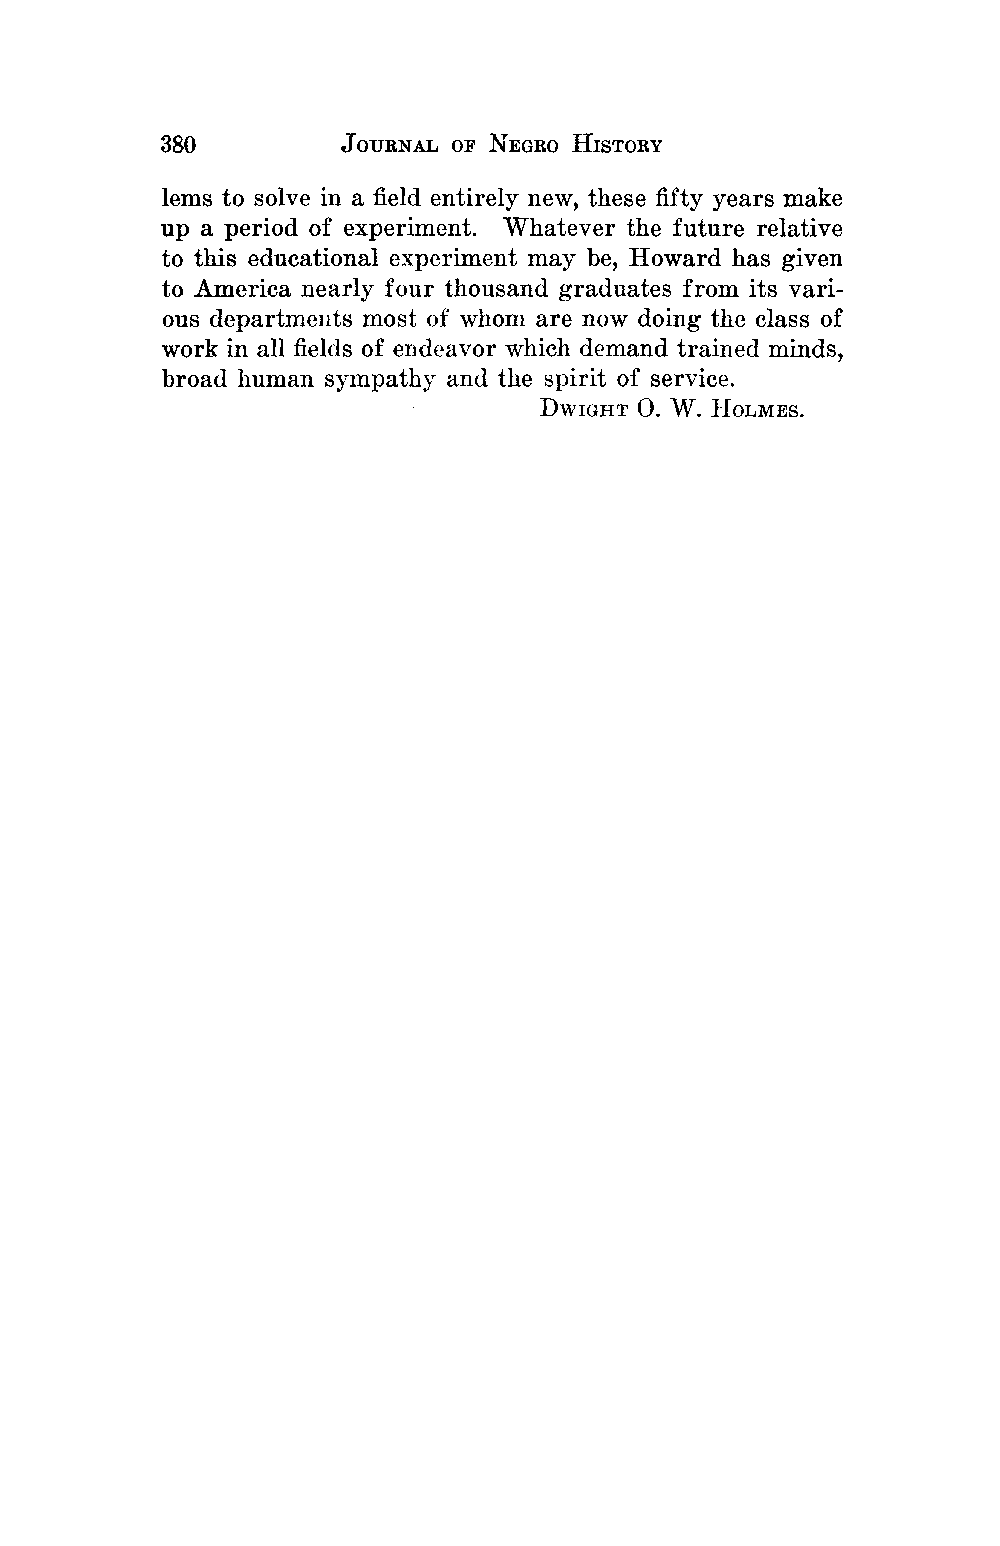 380 JOURNAL OF NEGRO HISTORY
lems to solve in a field entirely new, these fifty years make
up a period of experiment. Whatever the future relative
to this educational experiment may be, Howard has given
to America nearly four thousand graduates from its vari-
ous departments most of whom are now doing the class of
work in all fields of endeavor which demand trained minds,
broad human sympathy and the spirit of service.
DWIGHT O. W. HOLMES.